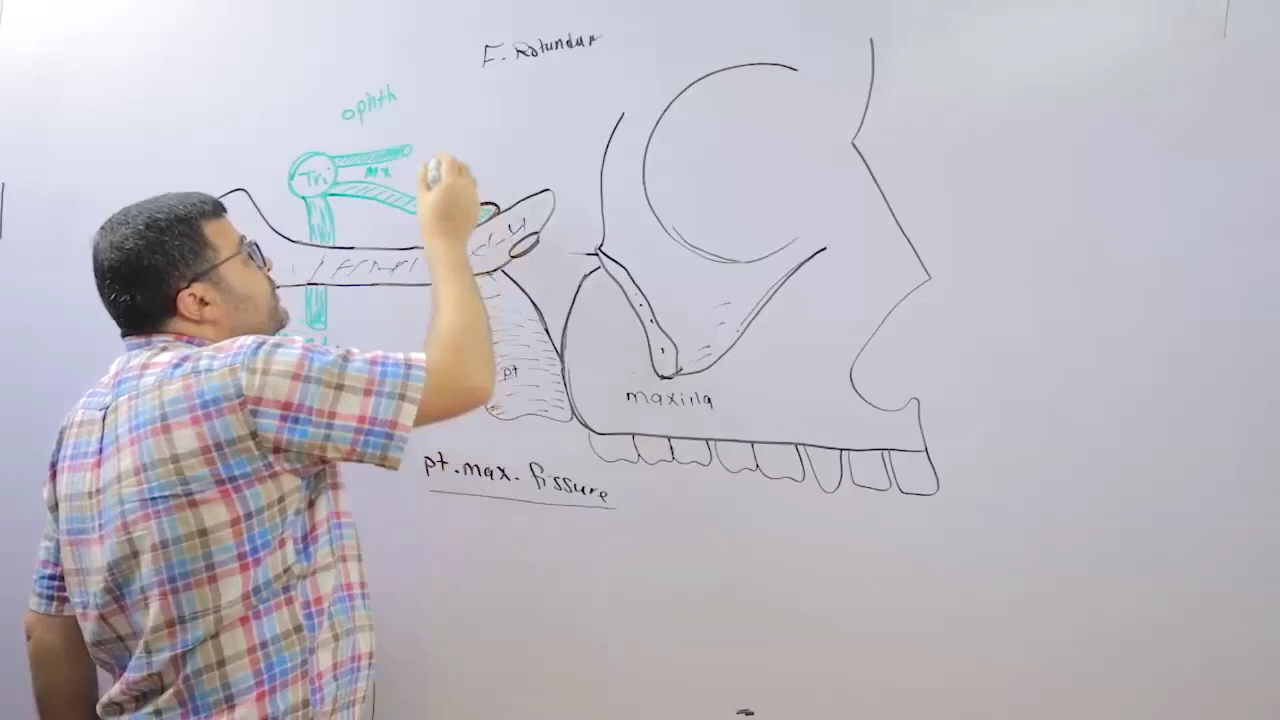 F. Rotundum
ophth
Tri
Mx
pt
maxilla
pt. max. fissure